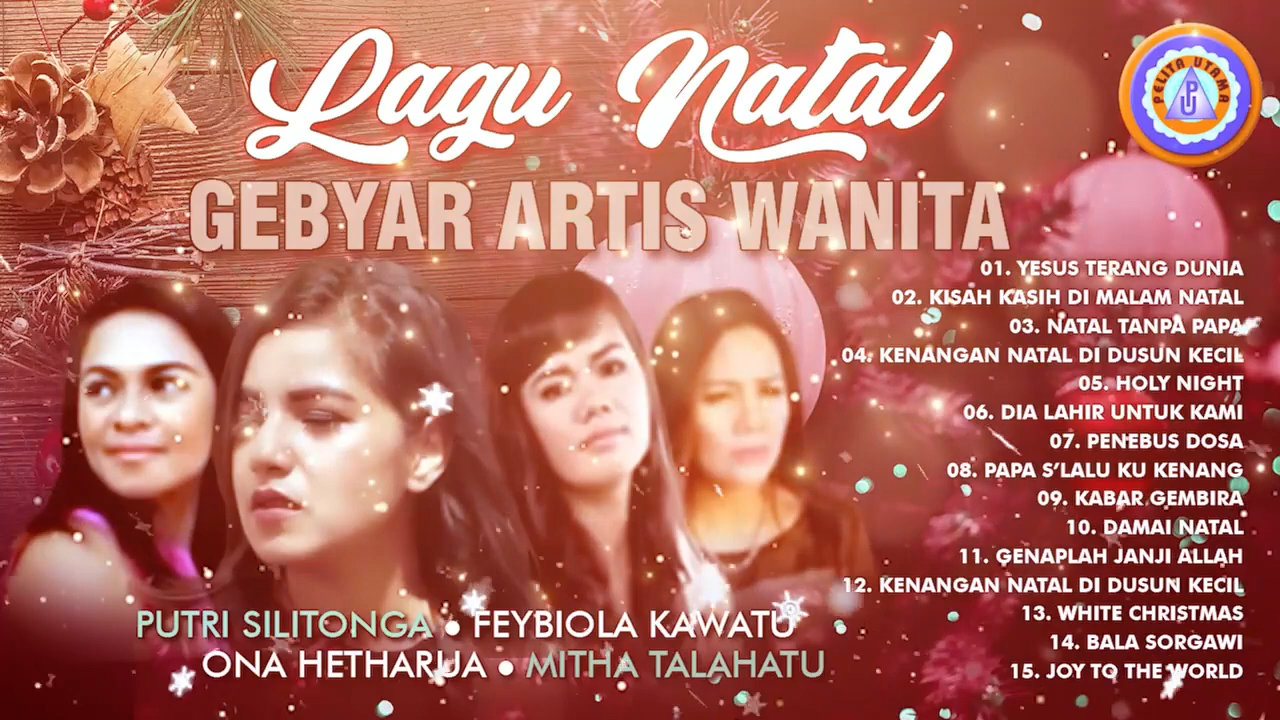 Lagu Natal
PELITA UTAMA
PU
GEBYAR ARTIS WANITA
01. YESUS TERANG DUNIA
02. KISAH KASIH DI MALAM NATAL
03. NATAL TANPA PAPA
04. KENANGAN NATAL DI DUSUN KECIL
05. HOLY NIGHT
06. DIA LAHIR UNTUK KAMI
07. PENEBUS DOSA
08. PAPA S'LALU KU KENANG
09. KABAR GEMBIRA
10. DAMAI NATAL
11. GENAPLAH JANJI ALLAH
12. KENANGAN NATAL DI DUSUN KECIL
13. WHITE CHRISTMAS
14. BALA SORGAWI
15. JOY TO THE WORLD
PUTRI SILITONGA • FEYBIOLA KAWATU
ONA HETHARUA • MITHA TALAHATU